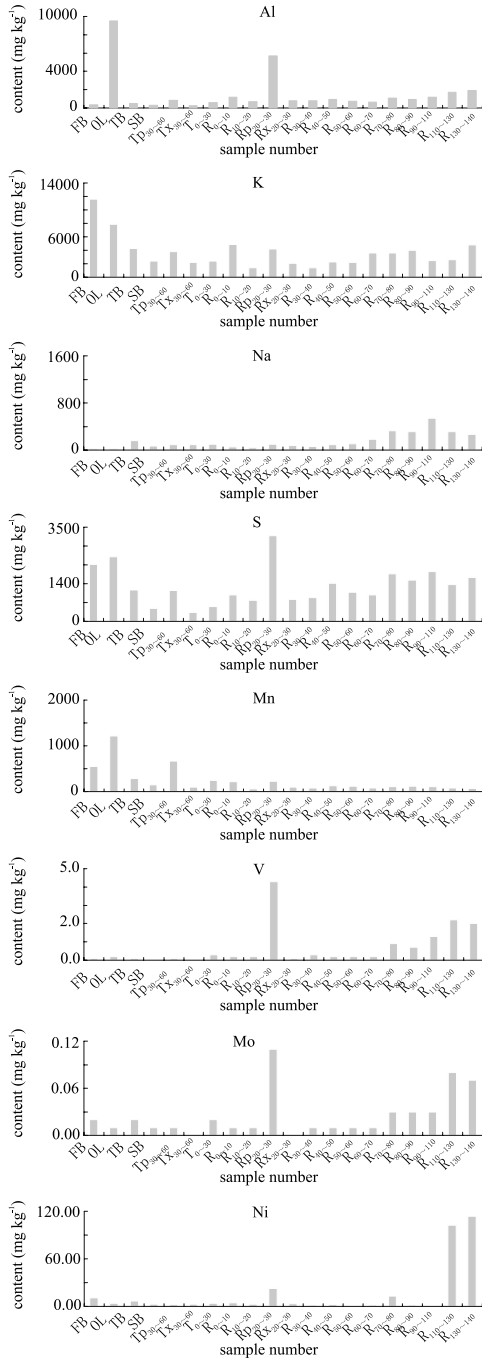 Al
content (mg kg⁻¹)
10000
4000
0
FB OL TB SB Tp₃₀~₆₀ Tx₃₀~₆₀ T₀~₃₀ R₀~₁₀ R₁₀~₂₀ Rp₂₀~₃₀ Rx₂₀~₃₀ R₃₀~₄₀ R₄₀~₅₀ R₅₀~₆₀ R₆₀~₇₀ R₇₀~₈₀ R₈₀~₉₀ R₉₀~₁₁₀ R₁₁₀~₁₃₀ R₁₃₀~₁₄₀
sample number
K
content (mg kg⁻¹)
14000
6000
0
FB OL TB SB Tp₃₀~₆₀ Tx₃₀~₆₀ T₀~₃₀ R₀~₁₀ R₁₀~₂₀ Rp₂₀~₃₀ Rx₂₀~₃₀ R₃₀~₄₀ R₄₀~₅₀ R₅₀~₆₀ R₆₀~₇₀ R₇₀~₈₀ R₈₀~₉₀ R₉₀~₁₁₀ R₁₁₀~₁₃₀ R₁₃₀~₁₄₀
sample number
Na
content (mg kg⁻¹)
1600
800
0
FB OL TB SB Tp₃₀~₆₀ Tx₃₀~₆₀ T₀~₃₀ R₀~₁₀ R₁₀~₂₀ Rp₂₀~₃₀ Rx₂₀~₃₀ R₃₀~₄₀ R₄₀~₅₀ R₅₀~₆₀ R₆₀~₇₀ R₇₀~₈₀ R₈₀~₉₀ R₉₀~₁₁₀ R₁₁₀~₁₃₀ R₁₃₀~₁₄₀
sample number
S
content (mg kg⁻¹)
3500
1400
0
FB OL TB SB Tp₃₀~₆₀ Tx₃₀~₆₀ T₀~₃₀ R₀~₁₀ R₁₀~₂₀ Rp₂₀~₃₀ Rx₂₀~₃₀ R₃₀~₄₀ R₄₀~₅₀ R₅₀~₆₀ R₆₀~₇₀ R₇₀~₈₀ R₈₀~₉₀ R₉₀~₁₁₀ R₁₁₀~₁₃₀ R₁₃₀~₁₄₀
sample number
Mn
content (mg kg⁻¹)
2000
1000
0
FB OL TB SB Tp₃₀~₆₀ Tx₃₀~₆₀ T₀~₃₀ R₀~₁₀ R₁₀~₂₀ Rp₂₀~₃₀ Rx₂₀~₃₀ R₃₀~₄₀ R₄₀~₅₀ R₅₀~₆₀ R₆₀~₇₀ R₇₀~₈₀ R₈₀~₉₀ R₉₀~₁₁₀ R₁₁₀~₁₃₀ R₁₃₀~₁₄₀
sample number
V
content (mg kg⁻¹)
5.0
2.0
0.0
FB OL TB SB Tp₃₀~₆₀ Tx₃₀~₆₀ T₀~₃₀ R₀~₁₀ R₁₀~₂₀ Rp₂₀~₃₀ Rx₂₀~₃₀ R₃₀~₄₀ R₄₀~₅₀ R₅₀~₆₀ R₆₀~₇₀ R₇₀~₈₀ R₈₀~₉₀ R₉₀~₁₁₀ R₁₁₀~₁₃₀ R₁₃₀~₁₄₀
sample number
Mo
content (mg kg⁻¹)
0.12
0.06
0.00
FB OL TB SB Tp₃₀~₆₀ Tx₃₀~₆₀ T₀~₃₀ R₀~₁₀ R₁₀~₂₀ Rp₂₀~₃₀ Rx₂₀~₃₀ R₃₀~₄₀ R₄₀~₅₀ R₅₀~₆₀ R₆₀~₇₀ R₇₀~₈₀ R₈₀~₉₀ R₉₀~₁₁₀ R₁₁₀~₁₃₀ R₁₃₀~₁₄₀
sample number
Ni
content (mg kg⁻¹)
120.00
60.00
0.00
FB OL TB SB Tp₃₀~₆₀ Tx₃₀~₆₀ T₀~₃₀ R₀~₁₀ R₁₀~₂₀ Rp₂₀~₃₀ Rx₂₀~₃₀ R₃₀~₄₀ R₄₀~₅₀ R₅₀~₆₀ R₆₀~₇₀ R₇₀~₈₀ R₈₀~₉₀ R₉₀~₁₁₀ R₁₁₀~₁₃₀ R₁₃₀~₁₄₀
sample number